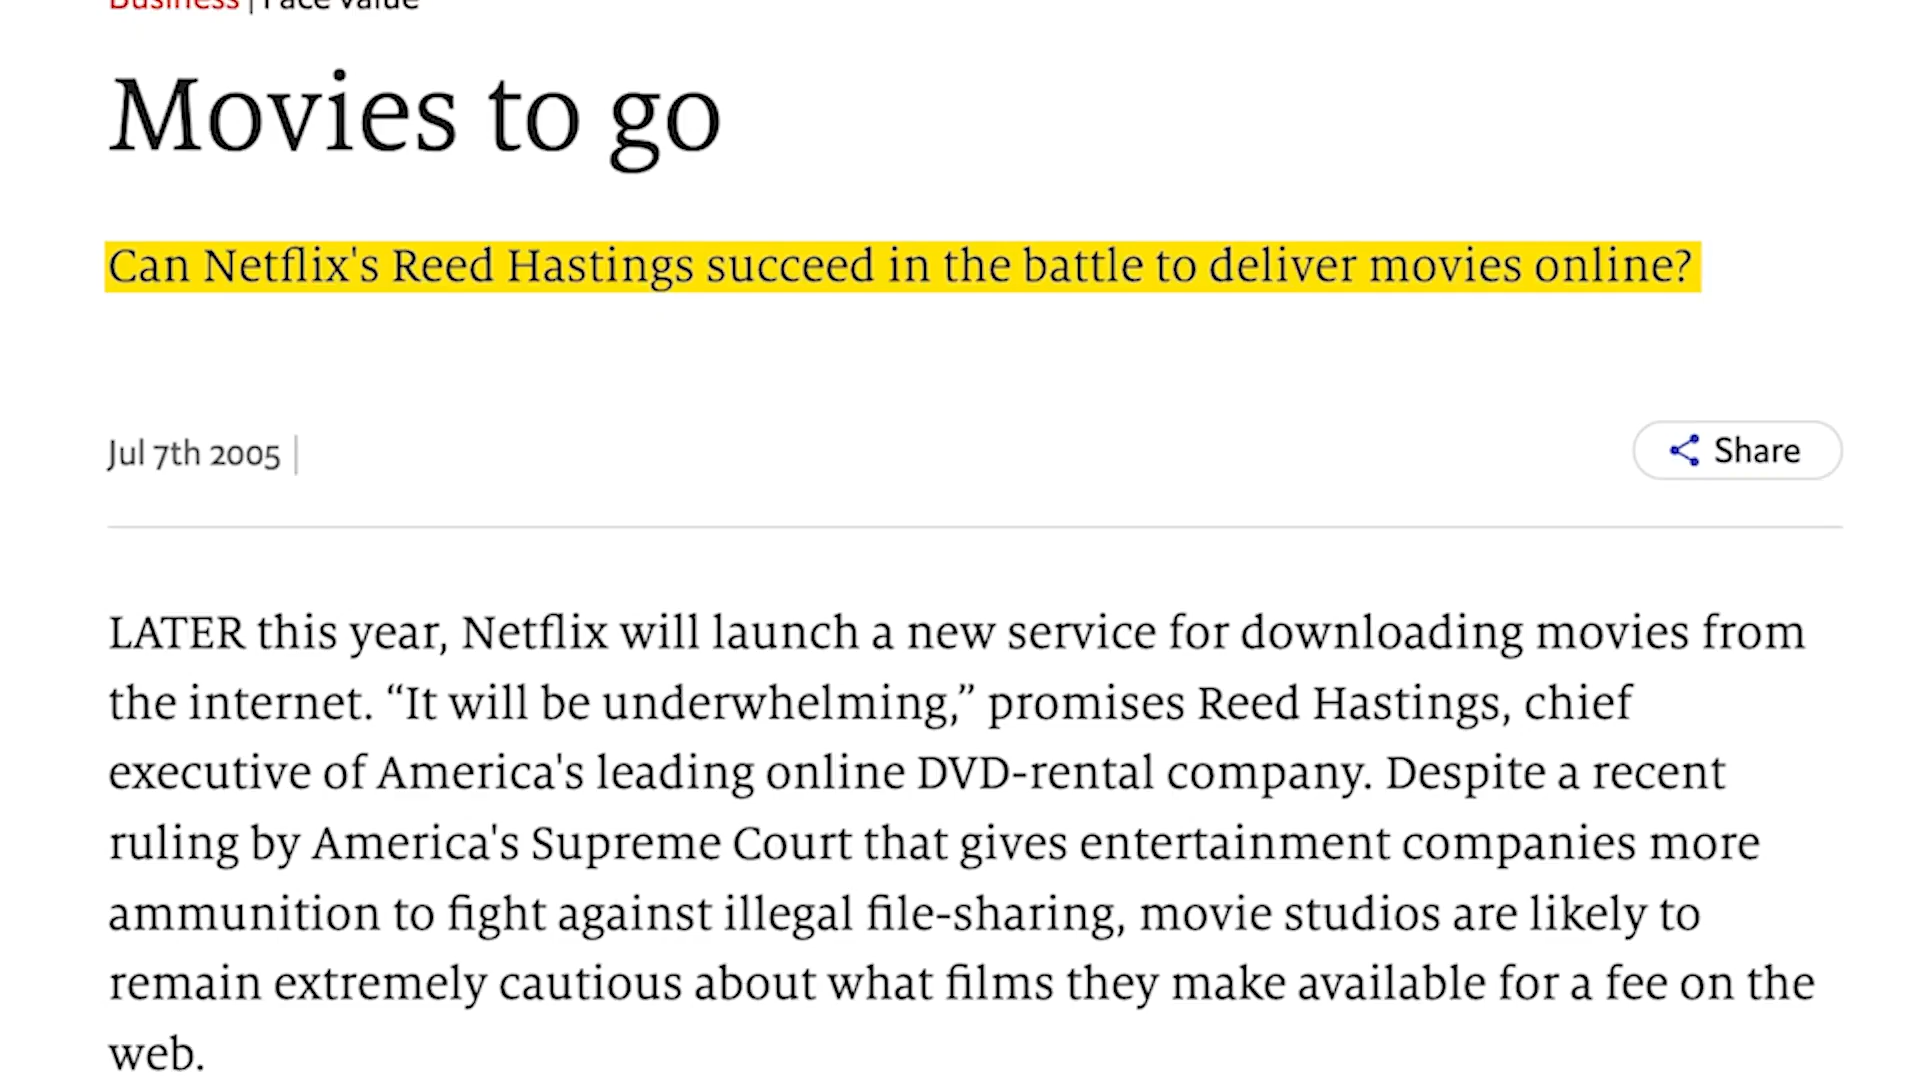 Business | Face value
Movies to go
Can Netflix's Reed Hastings succeed in the battle to deliver movies online?
Jul 7th 2005
Share
LATER this year, Netflix will launch a new service for downloading movies from
the internet. “It will be underwhelming,” promises Reed Hastings, chief
executive of America's leading online DVD-rental company. Despite a recent
ruling by America's Supreme Court that gives entertainment companies more
ammunition to fight against illegal file-sharing, movie studios are likely to
remain extremely cautious about what films they make available for a fee on the
web.